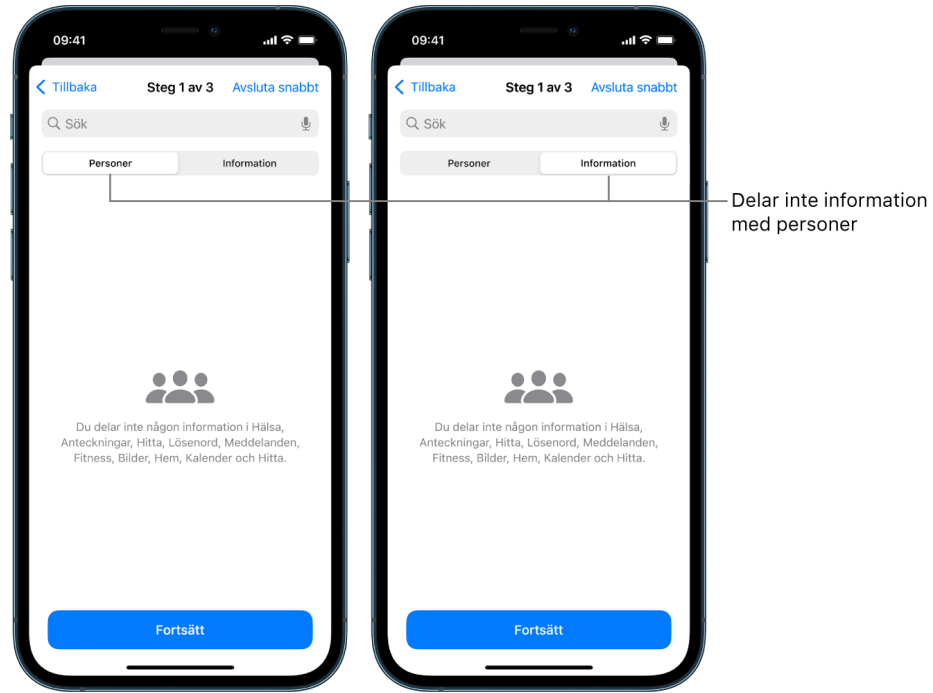 09:41
Tillbaka
Steg 1 av 3
Avsluta snabbt
Sök
Personer
Information
Du delar inte någon information i Hälsa,
Anteckningar, Hitta, Lösenord, Meddelanden,
Fitness, Bilder, Hem, Kalender och Hitta.
Fortsätt
09:41
Tillbaka
Steg 1 av 3
Avsluta snabbt
Sök
Personer
Information
Du delar inte någon information i Hälsa,
Anteckningar, Hitta, Lösenord, Meddelanden,
Fitness, Bilder, Hem, Kalender och Hitta.
Fortsätt
Delar inte information
med personer